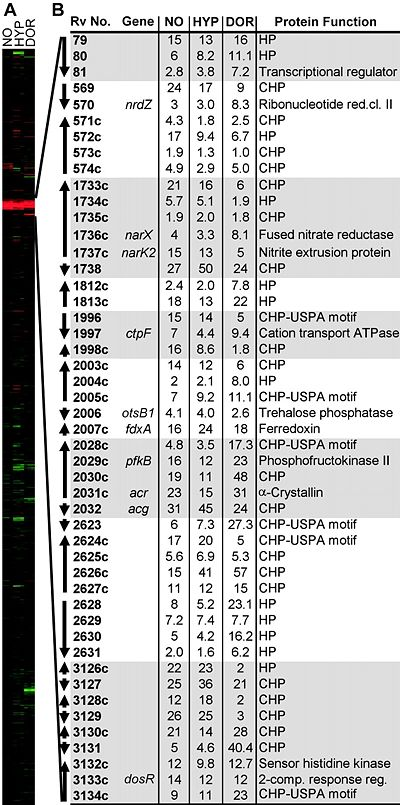 A
B
NO HYP DOR
Rv No. Gene NO HYP DOR Protein Function
79 15 13 16 HP
80 6 8.2 11.1 HP
81 2.8 3.8 7.2 Transcriptional regulator
569 24 17 9 CHP
570 nrdZ 3 3.0 8.3 Ribonucleotide red.cl. II
571c 4.3 1.8 2.5 CHP
572c 17 9.4 6.7 HP
573c 1.9 1.3 1.0 CHP
574c 4.9 2.9 5.0 CHP
1733c 21 16 6 CHP
1734c 5.7 5.1 1.9 HP
1735c 1.9 2.0 1.8 CHP
1736c narX 4 3.3 8.1 Fused nitrate reductase
1737c narK2 15 13 5 Nitrite extrusion protein
1738 27 50 24 CHP
1812c 2.4 2.0 7.8 HP
1813c 18 13 22 HP
1996 15 14 5 CHP-USPA motif
1997 ctpF 7 4.4 9.4 Cation transport ATPase
1998c 16 8.6 1.8 CHP
2003c 14 12 6 CHP
2004c 2 2.1 8.0 HP
2005c 7 9.2 11.1 CHP-USPA motif
2006 otsB1 4.1 4.0 2.6 Trehalose phosphatase
2007c fdxA 16 24 18 Ferredoxin
2028c 4.8 3.5 17.3 CHP-USPA motif
2029c pfkB 16 12 23 Phosphofructokinase II
2030c 19 11 48 CHP
2031c acr 23 15 31 α-Crystallin
2032 acg 31 45 24 CHP
2623 6 7.3 27.3 CHP-USPA motif
2624c 17 20 5 CHP-USPA motif
2625c 5.6 6.9 5.3 CHP
2626c 15 41 57 CHP
2627c 11 12 15 CHP
2628 8 5.2 23.1 HP
2629 7.2 7.4 7.7 HP
2630 5 4.2 16.2 HP
2631 2.0 1.6 6.2 HP
3126c 22 23 2 HP
3127 25 36 21 CHP
3128c 12 18 2 CHP
3129 26 25 3 CHP
3130c 21 14 28 CHP
3131 5 4.6 40.4 CHP
3132c 12 9.8 12.7 Sensor histidine kinase
3133c dosR 14 12 12 2-comp. response reg.
3134c 9 11 23 CHP-USPA motif